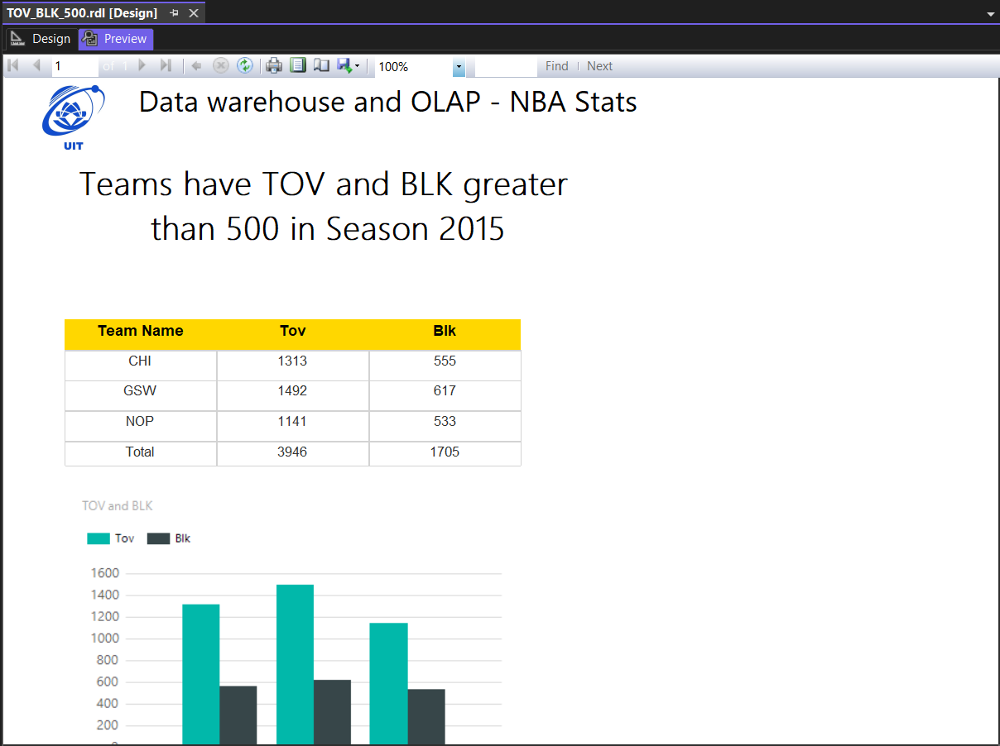 TOV_BLK_500.rdl [Design]
Design Preview
1 of 1 100% Find Next
UIT
Data warehouse and OLAP - NBA Stats
Teams have TOV and BLK greater
than 500 in Season 2015
Team Name Tov Blk
CHI 1313 555
GSW 1492 617
NOP 1141 533
Total 3946 1705
TOV and BLK
Tov Blk
1600
1400
1200
1000
800
600
400
200